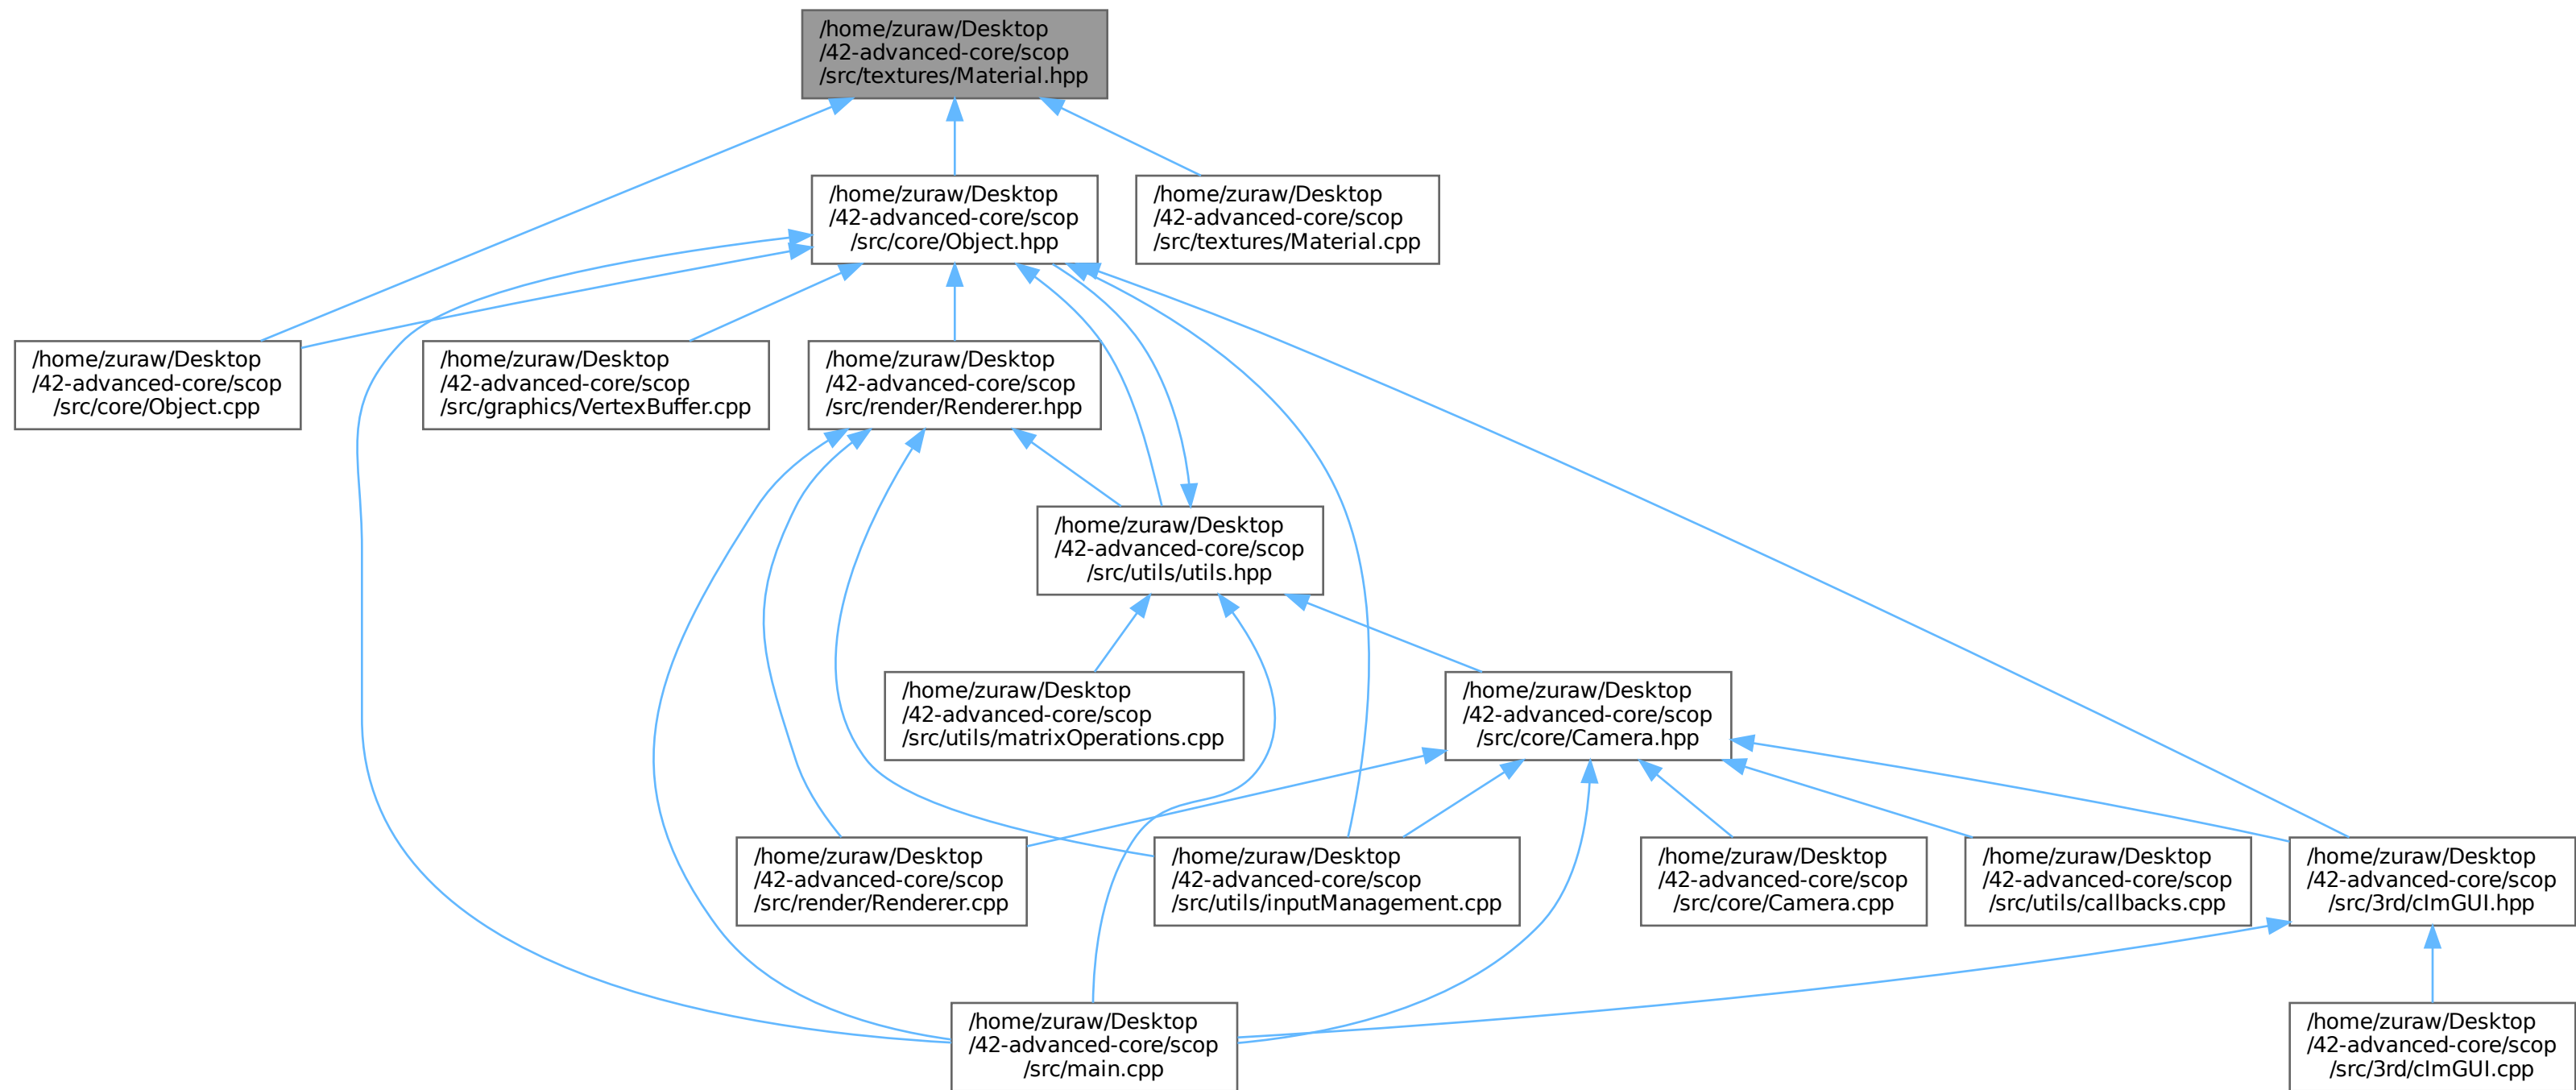 /home/zuraw/Desktop
/42-advanced-core/scop
/src/textures/Material.hpp
/home/zuraw/Desktop
/42-advanced-core/scop
/src/core/Object.hpp
/home/zuraw/Desktop
/42-advanced-core/scop
/src/textures/Material.cpp
/home/zuraw/Desktop
/42-advanced-core/scop
/src/core/Object.cpp
/home/zuraw/Desktop
/42-advanced-core/scop
/src/graphics/VertexBuffer.cpp
/home/zuraw/Desktop
/42-advanced-core/scop
/src/render/Renderer.hpp
/home/zuraw/Desktop
/42-advanced-core/scop
/src/utils/utils.hpp
/home/zuraw/Desktop
/42-advanced-core/scop
/src/utils/matrixOperations.cpp
/home/zuraw/Desktop
/42-advanced-core/scop
/src/core/Camera.hpp
/home/zuraw/Desktop
/42-advanced-core/scop
/src/render/Renderer.cpp
/home/zuraw/Desktop
/42-advanced-core/scop
/src/utils/inputManagement.cpp
/home/zuraw/Desktop
/42-advanced-core/scop
/src/core/Camera.cpp
/home/zuraw/Desktop
/42-advanced-core/scop
/src/utils/callbacks.cpp
/home/zuraw/Desktop
/42-advanced-core/scop
/src/3rd/cImGUI.hpp
/home/zuraw/Desktop
/42-advanced-core/scop
/src/main.cpp
/home/zuraw/Desktop
/42-advanced-core/scop
/src/3rd/cImGUI.cpp